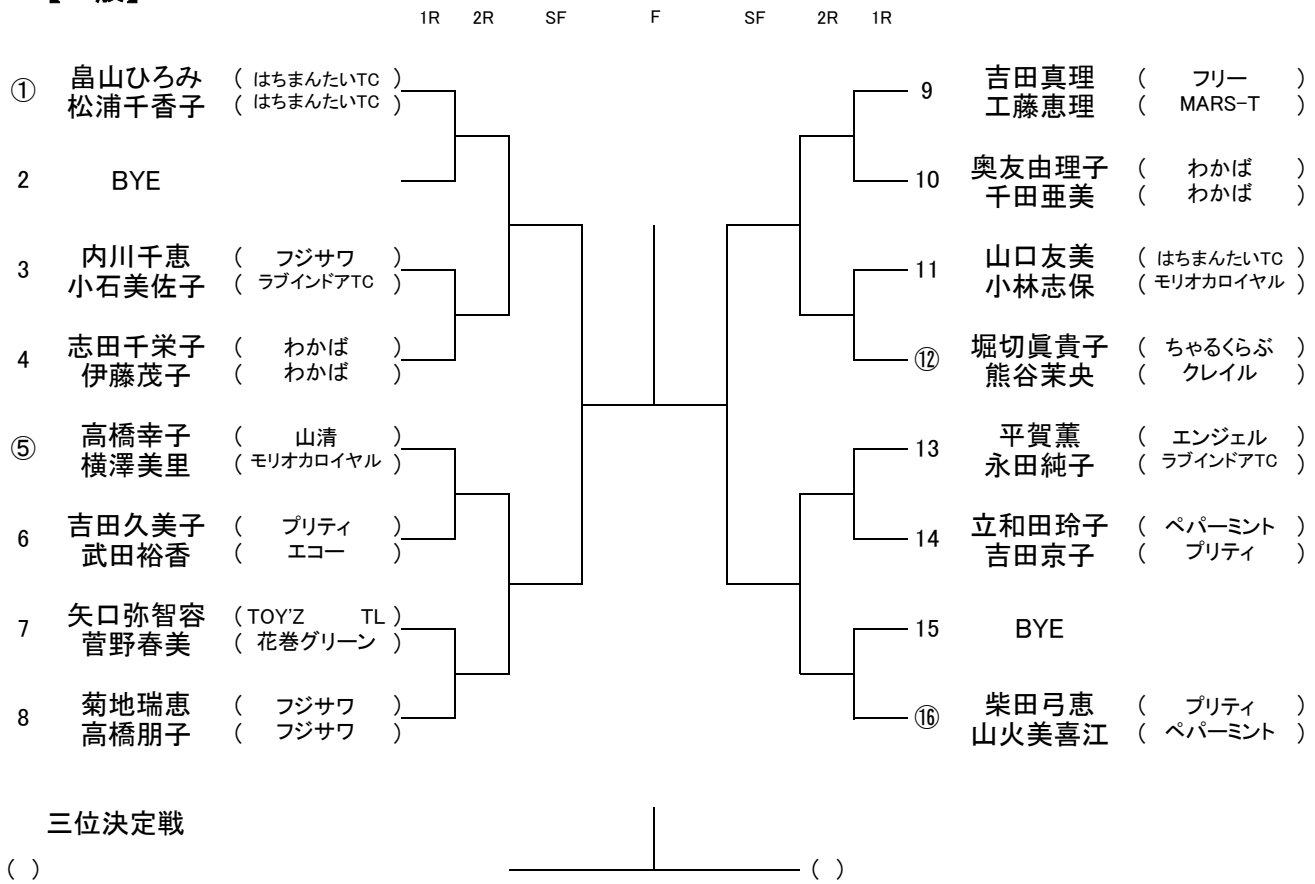 1R 2R SF F SF 2R 1R
① 畠山ひろみ ( はちまんたいTC )
松浦千香子 ( はちまんたいTC )
2 BYE
3 内川千恵 ( フジサワ )
小石美佐子 ( ラブインドアTC )
4 志田千栄子 ( わかば )
伊藤茂子 ( わかば )
⑤ 高橋幸子 ( 山清 )
横澤美里 ( モリオカロイヤル )
6 吉田久美子 ( プリティ )
武田裕香 ( エコー )
7 矢口弥智容 ( TOY'Z TL )
菅野春美 ( 花巻グリーン )
8 菊地瑞恵 ( フジサワ )
高橋朋子 ( フジサワ )
9 吉田真理 ( フリー )
工藤恵理 ( MARS-T )
10 奥友由理子 ( わかば )
千田亜美 ( わかば )
11 山口友美 ( はちまんたいTC )
小林志保 ( モリオカロイヤル )
⑫ 堀切眞貴子 ( ちゃるくらぶ )
熊谷茉央 ( クレイル )
13 平賀薫 ( エンジェル )
永田純子 ( ラブインドアTC )
14 立和田玲子 ( ペパーミント )
吉田京子 ( プリティ )
15 BYE
⑯ 柴田弓恵 ( プリティ )
山火美喜江 ( ペパーミント )
三位決定戦
( ) ( )